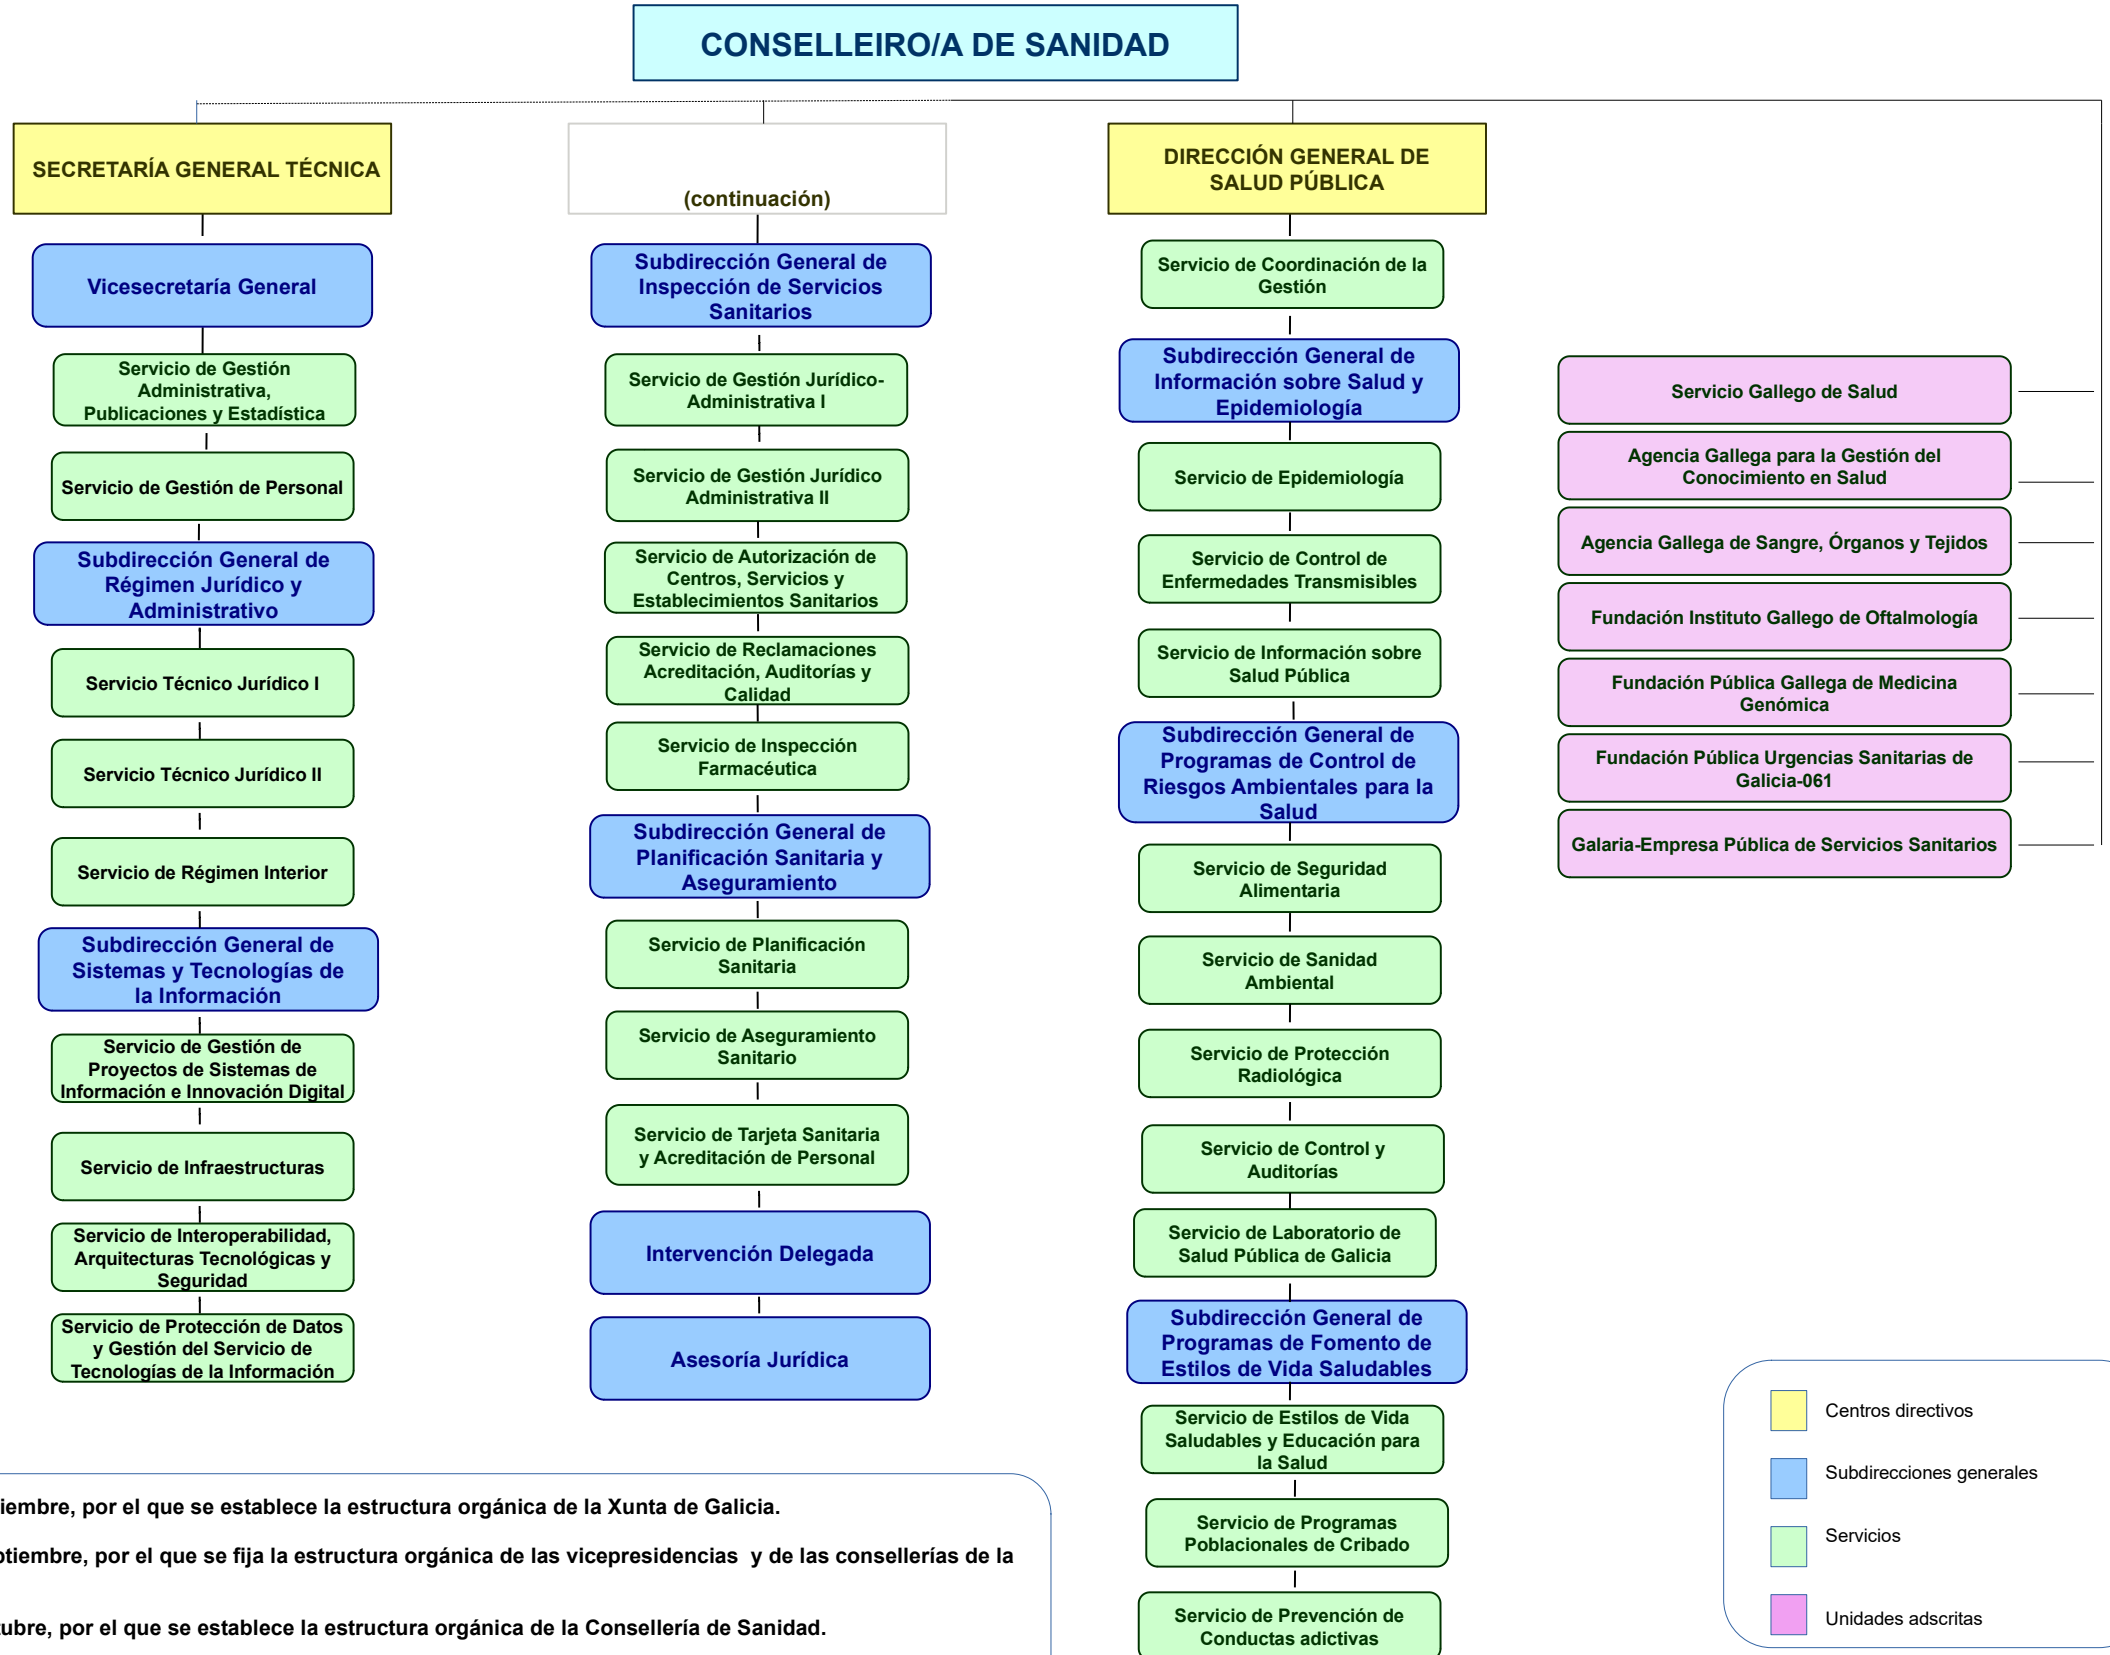 CONSELLEIRO/A DE SANIDAD
SECRETARÍA GENERAL TÉCNICA
Vicesecretaría General
Servicio de Gestión
Administrativa,
Publicaciones y Estadística
Servicio de Gestión de Personal
Subdirección General de
Régimen Jurídico y
Administrativo
Servicio Técnico Jurídico I
Servicio Técnico Jurídico II
Servicio de Régimen Interior
Subdirección General de
Sistemas y Tecnologías de
la Información
Servicio de Gestión de
Proyectos de Sistemas de
Información e Innovación Digital
Servicio de Infraestructuras
Servicio de Interoperabilidad,
Arquitecturas Tecnológicas y
Seguridad
Servicio de Protección de Datos
y Gestión del Servicio de
Tecnologías de la Información
(continuación)
Subdirección General de
Inspección de Servicios
Sanitarios
Servicio de Gestión Jurídico-
Administrativa I
Servicio de Gestión Jurídico
Administrativa II
Servicio de Autorización de
Centros, Servicios y
Establecimientos Sanitarios
Servicio de Reclamaciones
Acreditación, Auditorías y
Calidad
Servicio de Inspección
Farmacéutica
Subdirección General de
Planificación Sanitaria y
Aseguramiento
Servicio de Planificación
Sanitaria
Servicio de Aseguramiento
Sanitario
Servicio de Tarjeta Sanitaria
y Acreditación de Personal
Intervención Delegada
Asesoría Jurídica
DIRECCIÓN GENERAL DE
SALUD PÚBLICA
Servicio de Coordinación de la
Gestión
Subdirección General de
Información sobre Salud y
Epidemiología
Servicio de Epidemiología
Servicio de Control de
Enfermedades Transmisibles
Servicio de Información sobre
Salud Pública
Subdirección General de
Programas de Control de
Riesgos Ambientales para la
Salud
Servicio de Seguridad
Alimentaria
Servicio de Sanidad
Ambiental
Servicio de Protección
Radiológica
Servicio de Control y
Auditorías
Servicio de Laboratorio de
Salud Pública de Galicia
Subdirección General de
Programas de Fomento de
Estilos de Vida Saludables
Servicio de Estilos de Vida
Saludables y Educación para
la Salud
Servicio de Programas
Poblacionales de Cribado
Servicio de Prevención de
Conductas adictivas
Servicio Gallego de Salud
Agencia Gallega para la Gestión del
Conocimiento en Salud
Agencia Gallega de Sangre, Órganos y Tejidos
Fundación Instituto Gallego de Oftalmología
Fundación Pública Gallega de Medicina
Genómica
Fundación Pública Urgencias Sanitarias de
Galicia-061
Galaria-Empresa Pública de Servicios Sanitarios
Centros directivos
Subdirecciones generales
Servicios
Unidades adscritas
iembre, por el que se establece la estructura orgánica de la Xunta de Galicia.
tiembre, por el que se fija la estructura orgánica de las vicepresidencias y de las consellerías de la
ubre, por el que se establece la estructura orgánica de la Consellería de Sanidad.